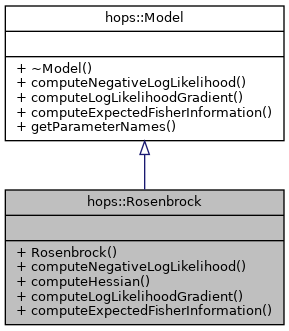 hops::Model
+ ~Model()
+ computeNegativeLogLikelihood()
+ computeLogLikelihoodGradient()
+ computeExpectedFisherInformation()
+ getParameterNames()
hops::Rosenbrock
+ Rosenbrock()
+ computeNegativeLogLikelihood()
+ computeHessian()
+ computeLogLikelihoodGradient()
+ computeExpectedFisherInformation()